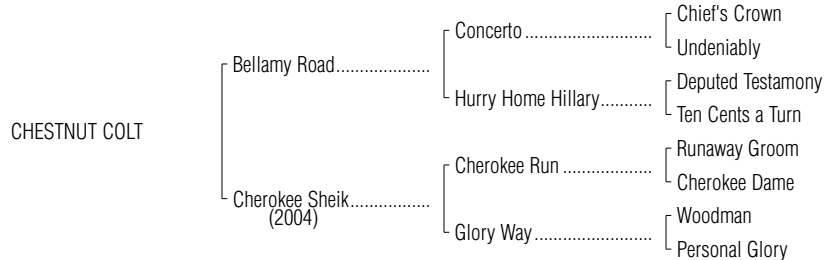 Chief's Crown
Concerto ..........................
Undeniably
Bellamy Road...................
Deputed Testamony
Hurry Home Hillary...........
Ten Cents a Turn
CHESTNUT COLT
Runaway Groom
Cherokee Run ..................
Cherokee Dame
Cherokee Sheik................
(2004)
Woodman
Glory Way........................
Personal Glory